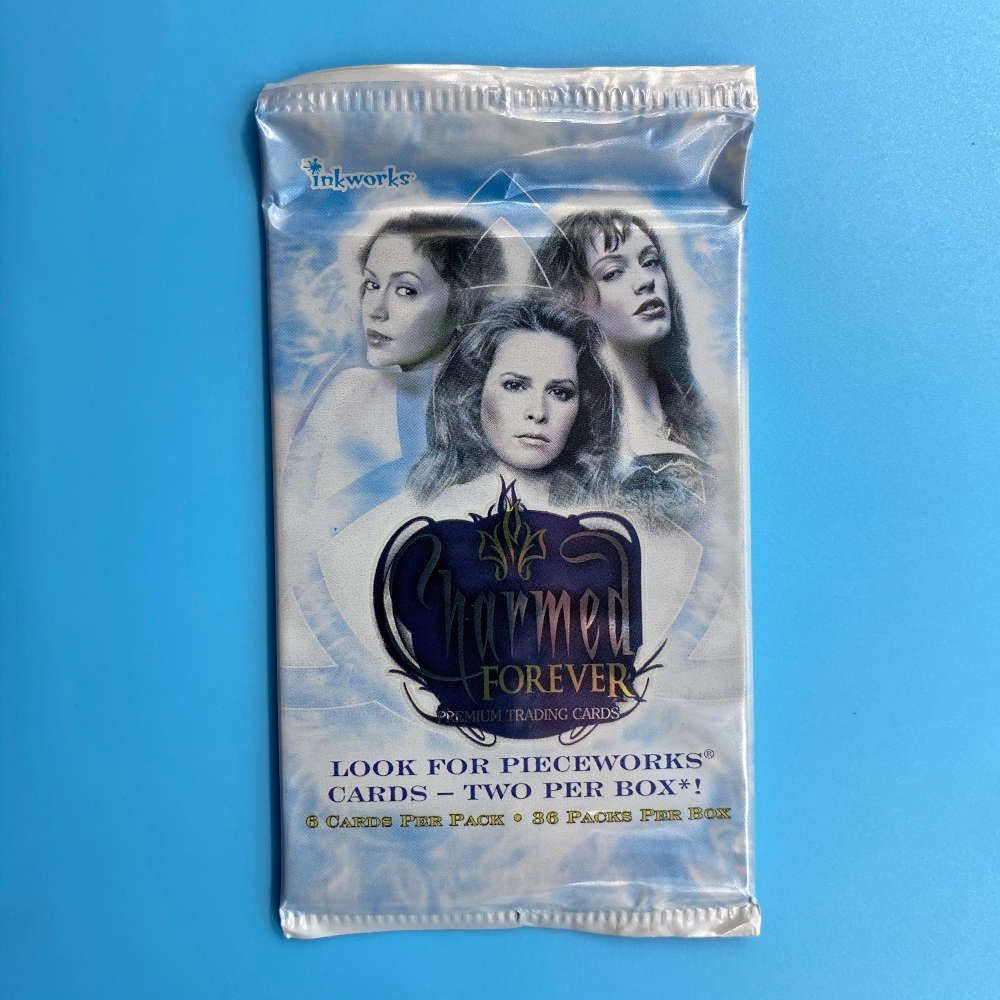 inkworks
Charmed
FOREVER
PREMIUM TRADING CARDS
LOOK FOR PIECEWORKS®
CARDS – TWO PER BOX*!
6 CARDS PER PACK • 36 PACKS PER BOX